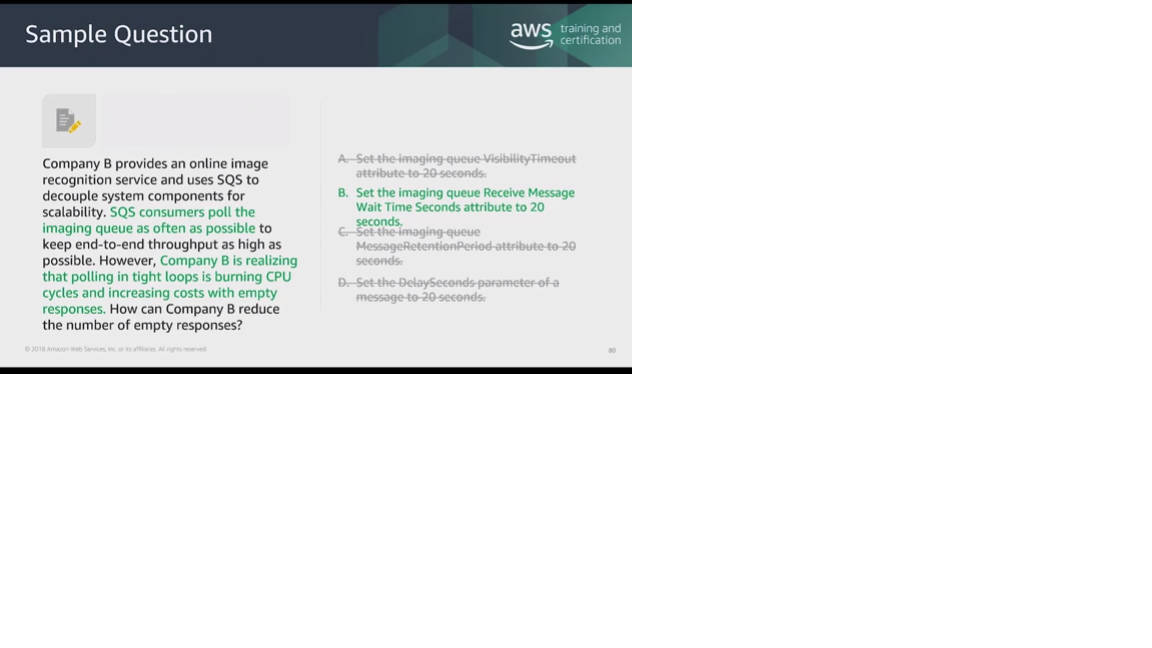 Sample Question
aws training and
certification
Company B provides an online image
recognition service and uses SQS to
decouple system components for
scalability. SQS consumers poll the
imaging queue as often as possible to
keep end-to-end throughput as high as
possible. However, Company B is realizing
that polling in tight loops is burning CPU
cycles and increasing costs with empty
responses. How can Company B reduce
the number of empty responses?
A. Set the imaging queue VisibilityTimeout
attribute to 20 seconds.
B. Set the imaging queue Receive Message
Wait Time Seconds attribute to 20
seconds.
C. Set the imaging queue
MessageRetentionPeriod attribute to 20
seconds.
D. Set the DelaySeconds parameter of a
message to 20 seconds.
© 2018 Amazon Web Services, Inc. or its affiliates. All rights reserved.
80